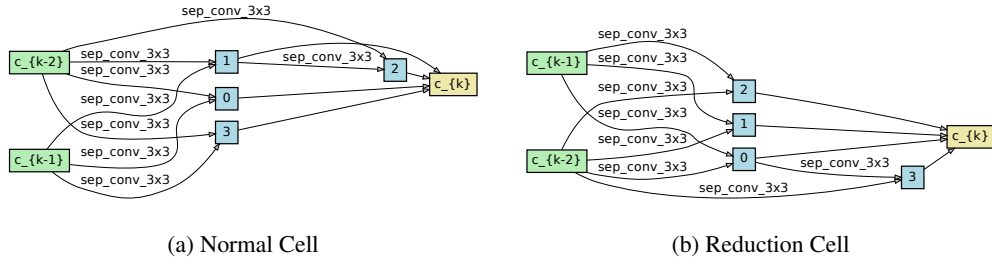 sep_conv_3x3
c_{k-2}
sep_conv_3x3
1
sep_conv_3x3
2
sep_conv_3x3
c_{k}
sep_conv_3x3
0
sep_conv_3x3
3
c_{k-1}
sep_conv_3x3
sep_conv_3x3
(a) Normal Cell
sep_conv_3x3
c_{k-1}
sep_conv_3x3
2
sep_conv_3x3
sep_conv_3x3
1
c_{k}
sep_conv_3x3
c_{k-2}
0
sep_conv_3x3
sep_conv_3x3
3
sep_conv_3x3
(b) Reduction Cell